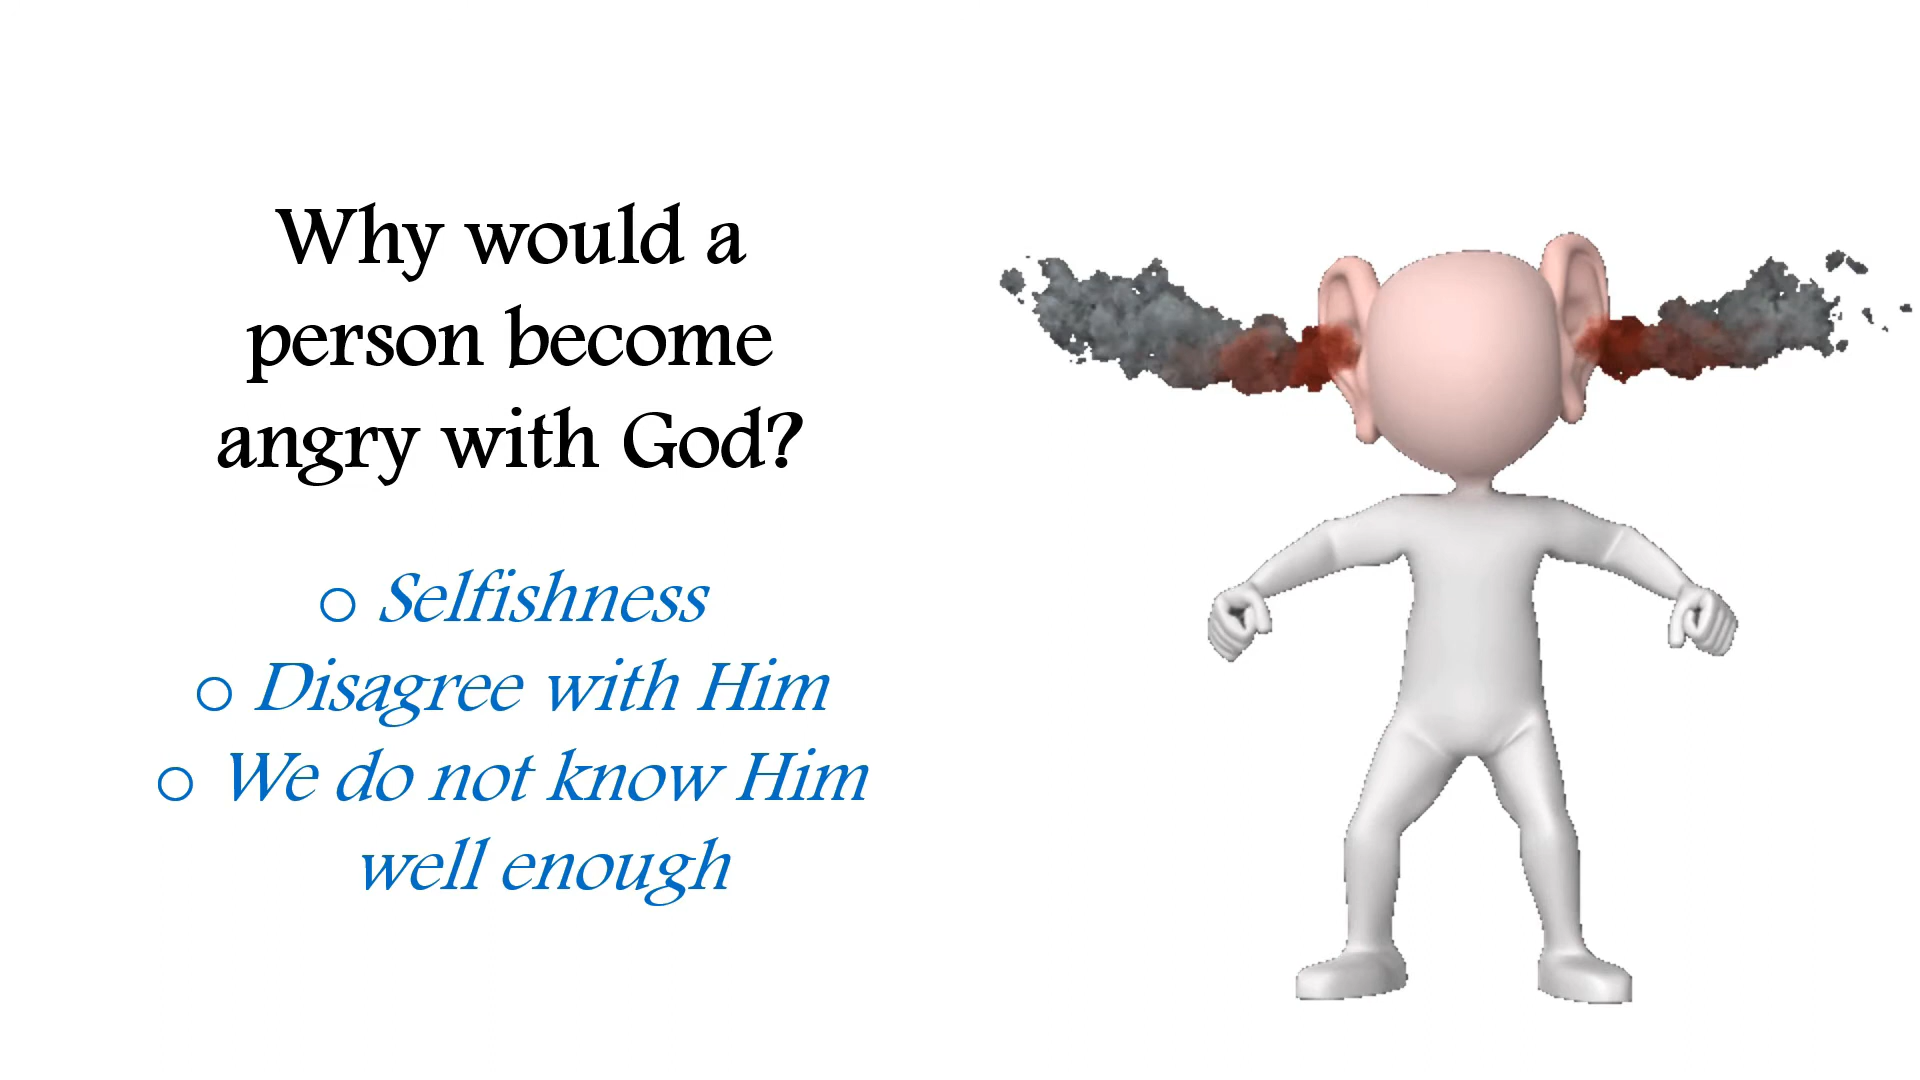 Why would a
person become
angry with God?
o Selfishness
o Disagree with Him
o We do not know Him
well enough